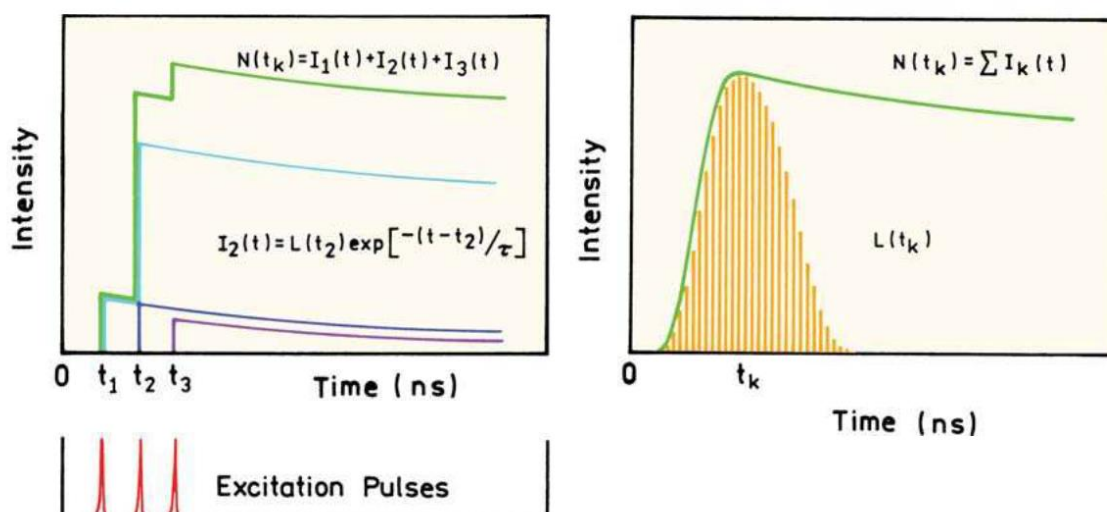 N(tₖ)=I₁(t)+I₂(t)+I₃(t)
Intensity
I₂(t)=L(t₂)exp[-(t-t₂)/τ]
0 t₁ t₂ t₃
Time (ns)
Excitation Pulses
N(tₖ)=∑ Iₖ(t)
Intensity
L(tₖ)
0 tₖ
Time (ns)